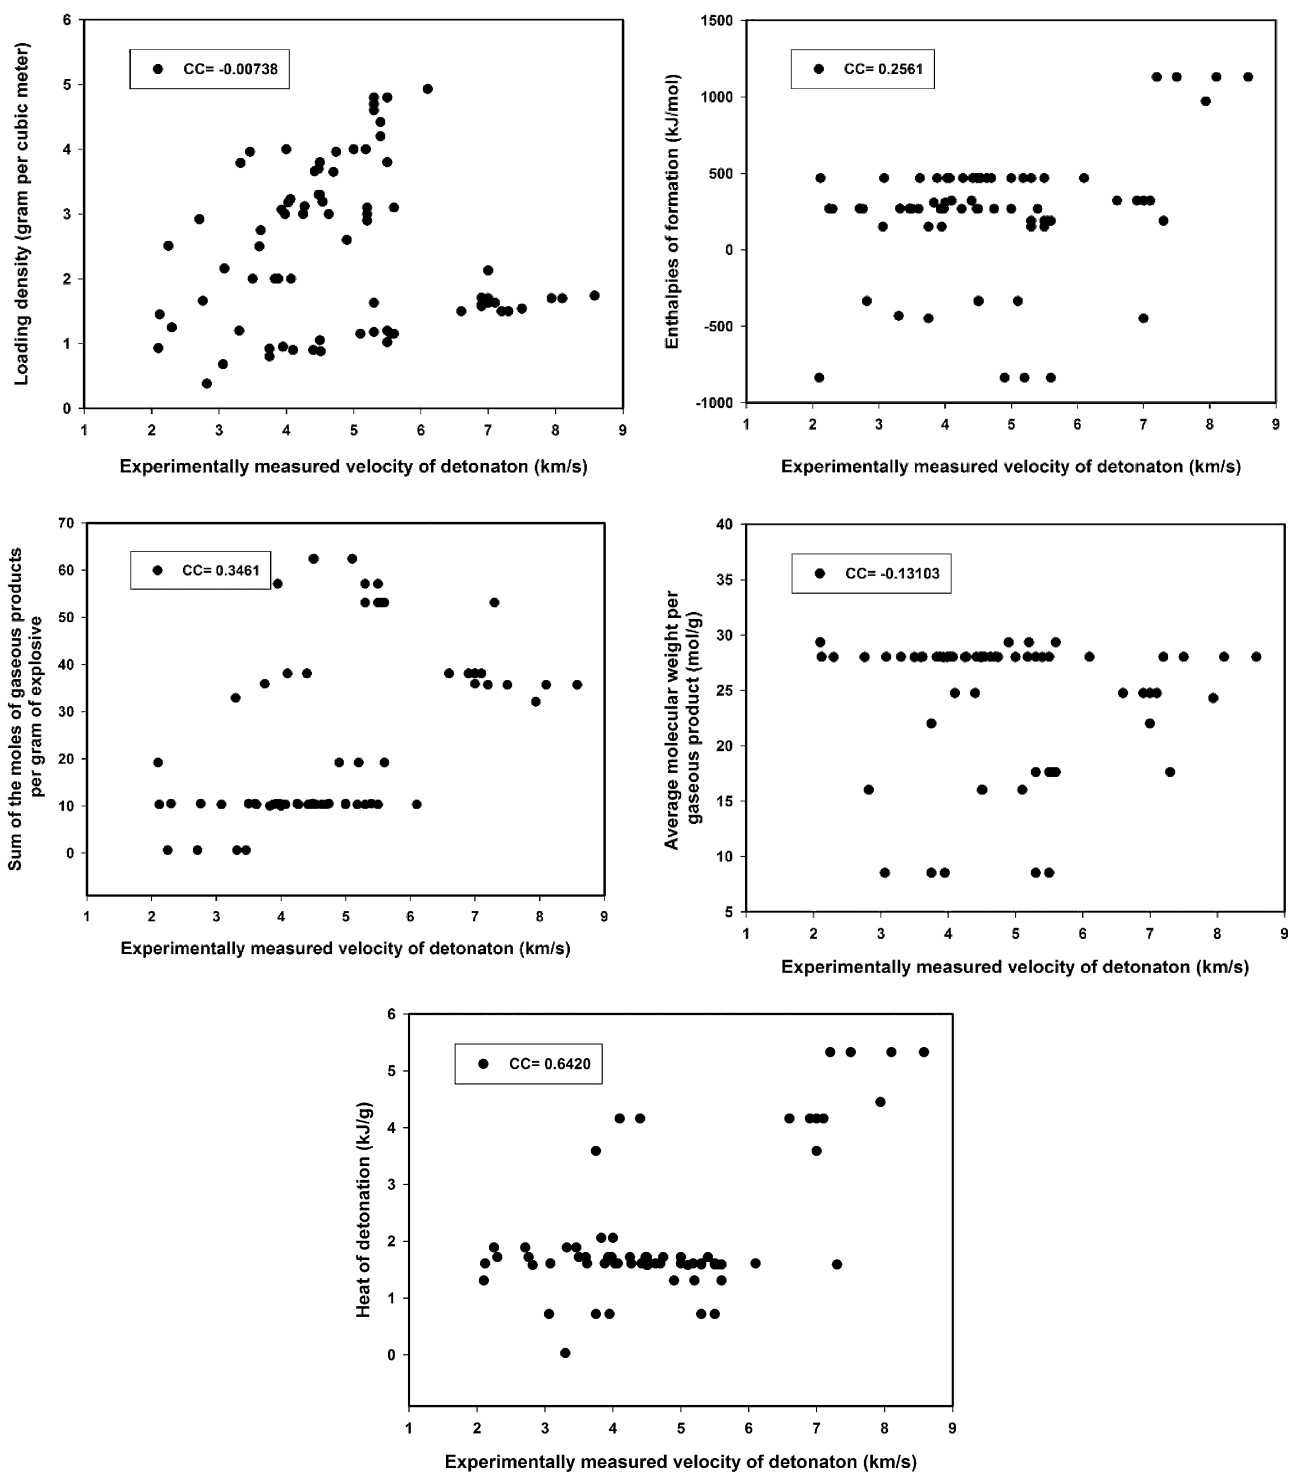 6
5
4
3
2
1
0
Loading density (gram per cubic meter)
CC= -0.00738
1 2 3 4 5 6 7 8 9
Experimentally measured velocity of detonaton (km/s)
1500
1000
500
0
-500
-1000
Enthalpies of formation (kJ/mol)
CC= 0.2561
1 2 3 4 5 6 7 8 9
Experimentally measured velocity of detonaton (km/s)
70
60
50
40
30
20
10
0
Sum of the moles of gaseous products
per gram of explosive
CC= 0.3461
1 2 3 4 5 6 7 8 9
Experimentally measured velocity of detonaton (km/s)
40
35
30
25
20
15
10
5
Average molecular weight per
gaseous product (mol/g)
CC= -0.13103
1 2 3 4 5 6 7 8 9
Experimentally measured velocity of detonaton (km/s)
6
5
4
3
2
1
0
Heat of detonation (kJ/g)
CC= 0.6420
1 2 3 4 5 6 7 8 9
Experimentally measured velocity of detonaton (km/s)